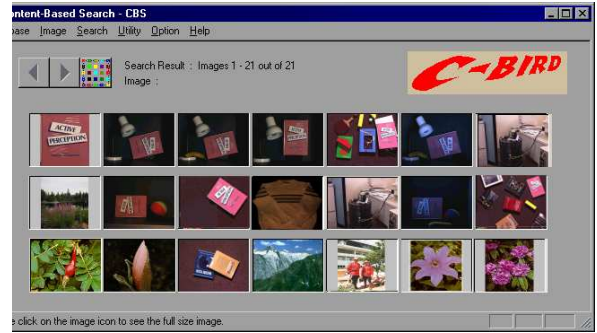 ontent-Based Search - CBS
base Image Search Utility Option Help
Search Result : Images 1 - 21 out of 21
Image :
C-BIRD
ACTIVE
PERCEPTION
e click on the image icon to see the full size image.